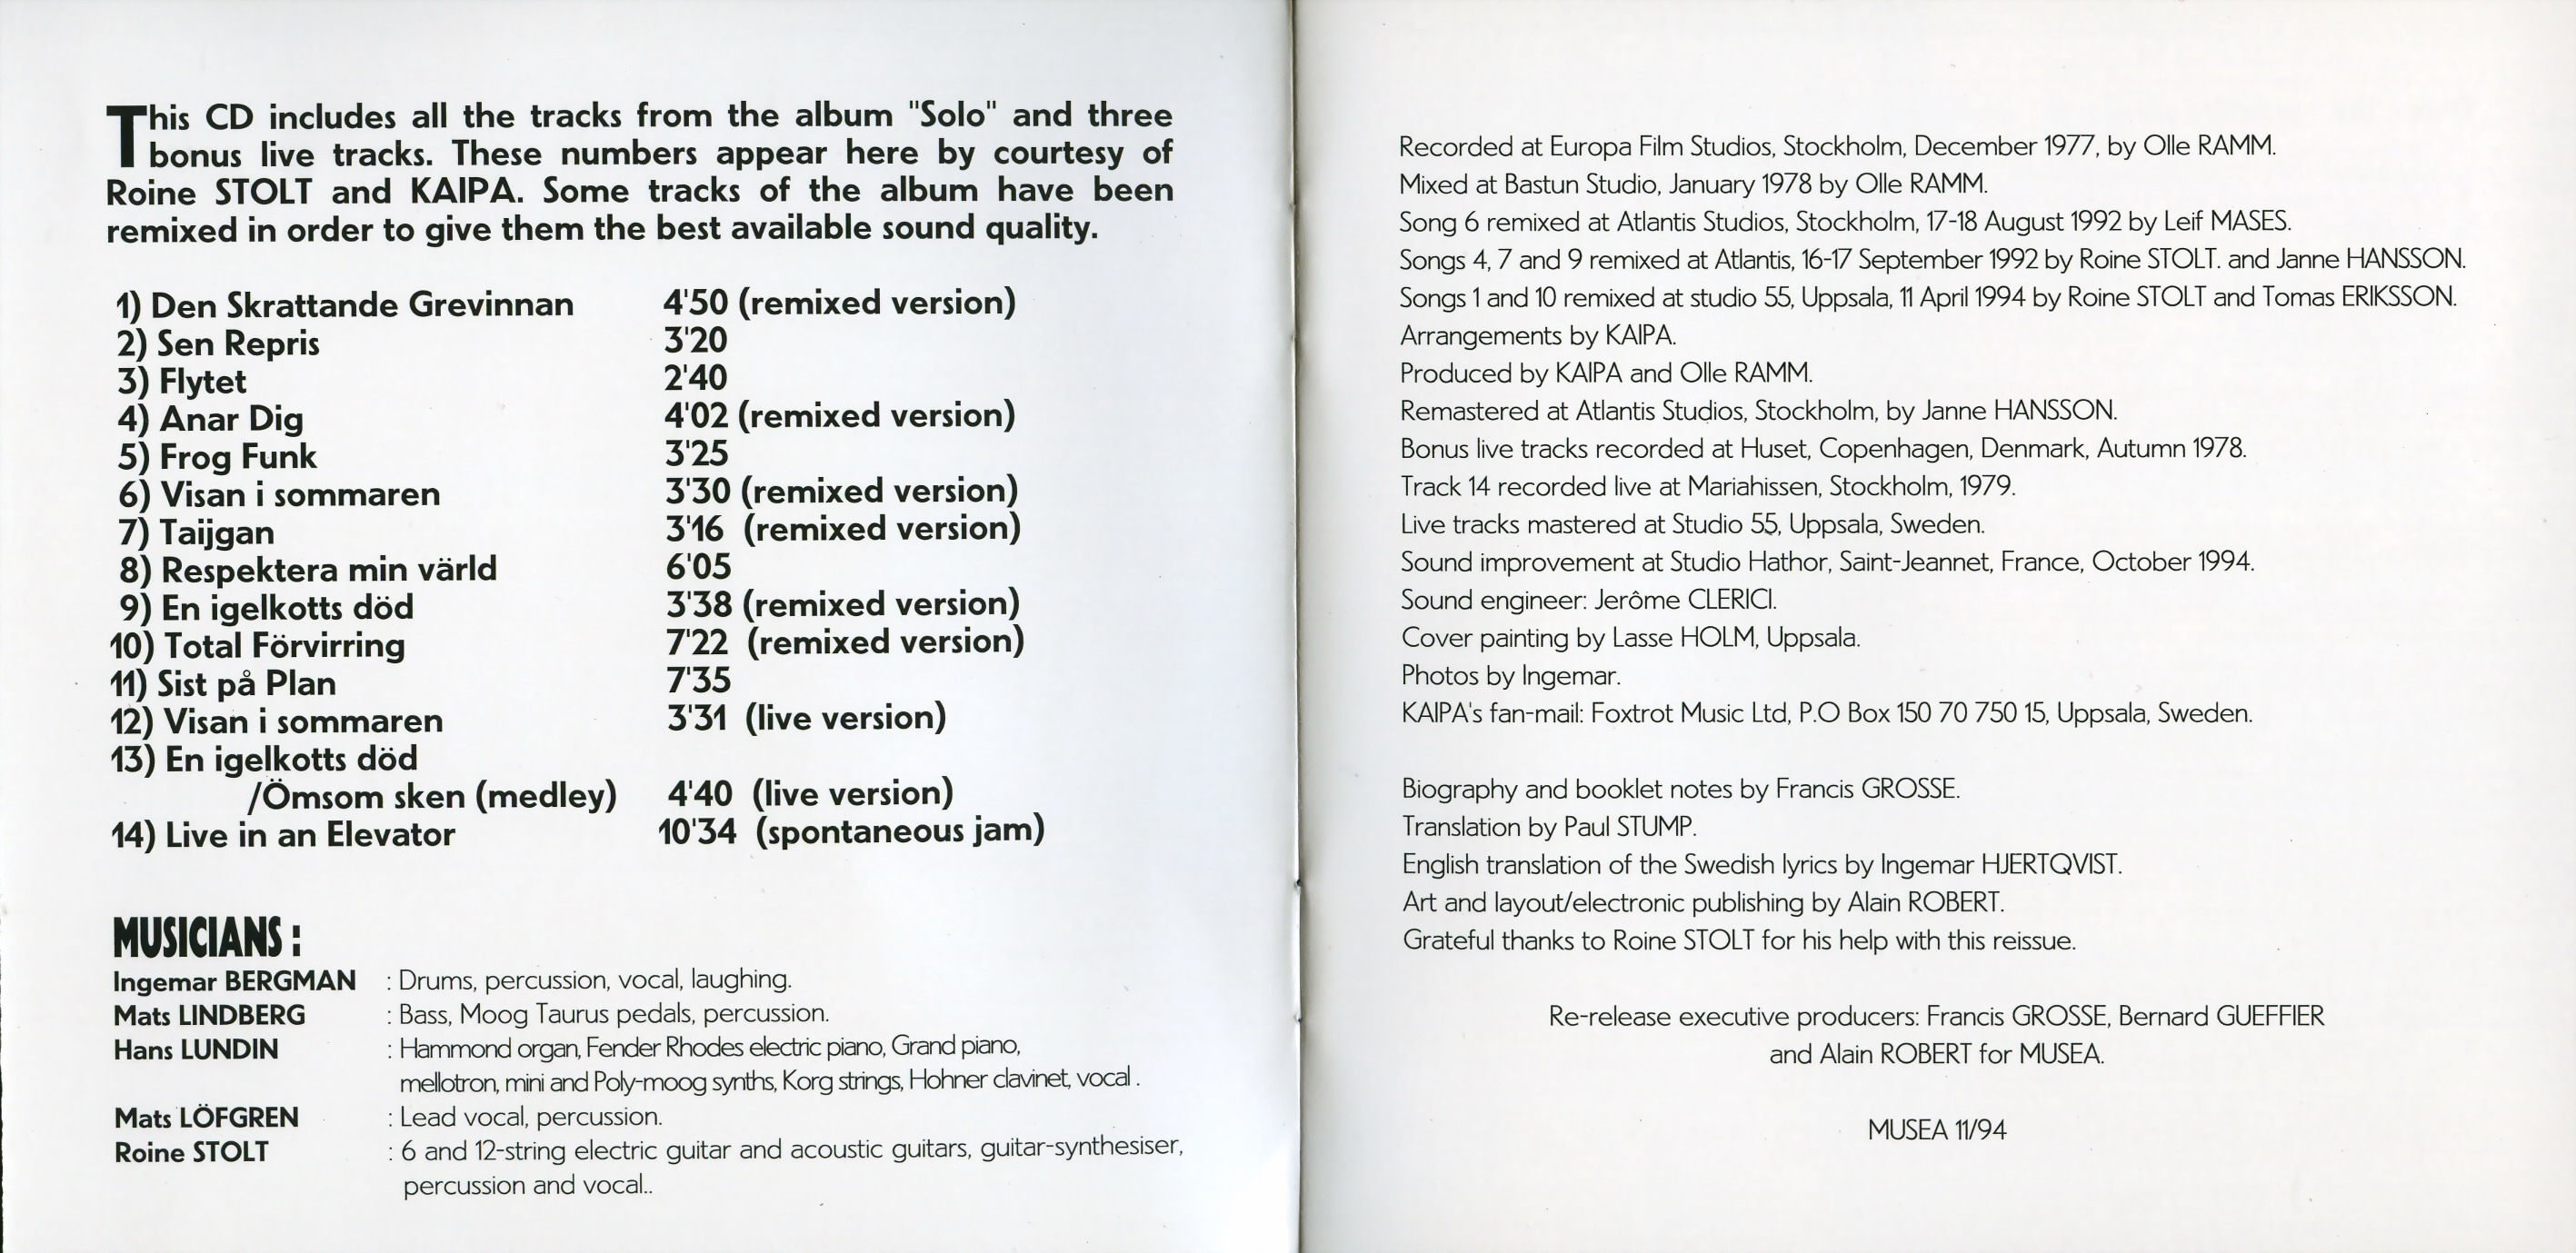 This CD includes all the tracks from the album "Solo" and three
bonus live tracks. These numbers appear here by courtesy of
Roine STOLT and KAIPA. Some tracks of the album have been
remixed in order to give them the best available sound quality.
1) Den Skrattande Grevinnan 4'50 (remixed version)
2) Sen Repris 3'20
3) Flytet 2'40
4) Anar Dig 4'02 (remixed version)
5) Frog Funk 3'25
6) Visan i sommaren 3'30 (remixed version)
7) Taijgan 3'16 (remixed version)
8) Respektera min värld 6'05
9) En igelkotts död 3'38 (remixed version)
10) Total Förvirring 7'22 (remixed version)
11) Sist på Plan 7'35
12) Visan i sommaren 3'31 (live version)
13) En igelkotts död
/Ömsom sken (medley) 4'40 (live version)
14) Live in an Elevator 10'34 (spontaneous jam)
MUSICIANS :
Ingemar BERGMAN : Drums, percussion, vocal, laughing.
Mats LINDBERG : Bass, Moog Taurus pedals, percussion.
Hans LUNDIN : Hammond organ, Fender Rhodes electric piano, Grand piano,
mellotron, mini and Poly-moog synths, Korg strings, Hohner clavinet, vocal .
Mats LÖFGREN : Lead vocal, percussion.
Roine STOLT : 6 and 12-string electric guitar and acoustic guitars, guitar-synthesiser,
percussion and vocal..
Recorded at Europa Film Studios, Stockholm, December 1977, by Olle RAMM.
Mixed at Bastun Studio, January 1978 by Olle RAMM.
Song 6 remixed at Atlantis Studios, Stockholm, 17-18 August 1992 by Leif MASES.
Songs 4, 7 and 9 remixed at Atlantis, 16-17 September 1992 by Roine STOLT. and Janne HANSSON.
Songs 1 and 10 remixed at studio 55, Uppsala, 11 April 1994 by Roine STOLT and Tomas ERIKSSON.
Arrangements by KAIPA.
Produced by KAIPA and Olle RAMM.
Remastered at Atlantis Studios, Stockholm, by Janne HANSSON.
Bonus live tracks recorded at Huset, Copenhagen, Denmark, Autumn 1978.
Track 14 recorded live at Mariahissen, Stockholm, 1979.
Live tracks mastered at Studio 55, Uppsala, Sweden.
Sound improvement at Studio Hathor, Saint-Jeannet, France, October 1994.
Sound engineer: Jerôme CLERICI.
Cover painting by Lasse HOLM, Uppsala.
Photos by Ingemar.
KAIPA's fan-mail: Foxtrot Music Ltd, P.O Box 150 70 750 15, Uppsala, Sweden.
Biography and booklet notes by Francis GROSSE.
Translation by Paul STUMP.
English translation of the Swedish lyrics by Ingemar HJERTQVIST.
Art and layout/electronic publishing by Alain ROBERT.
Grateful thanks to Roine STOLT for his help with this reissue.
Re-release executive producers: Francis GROSSE, Bernard GUEFFIER
and Alain ROBERT for MUSEA.
MUSEA 11/94